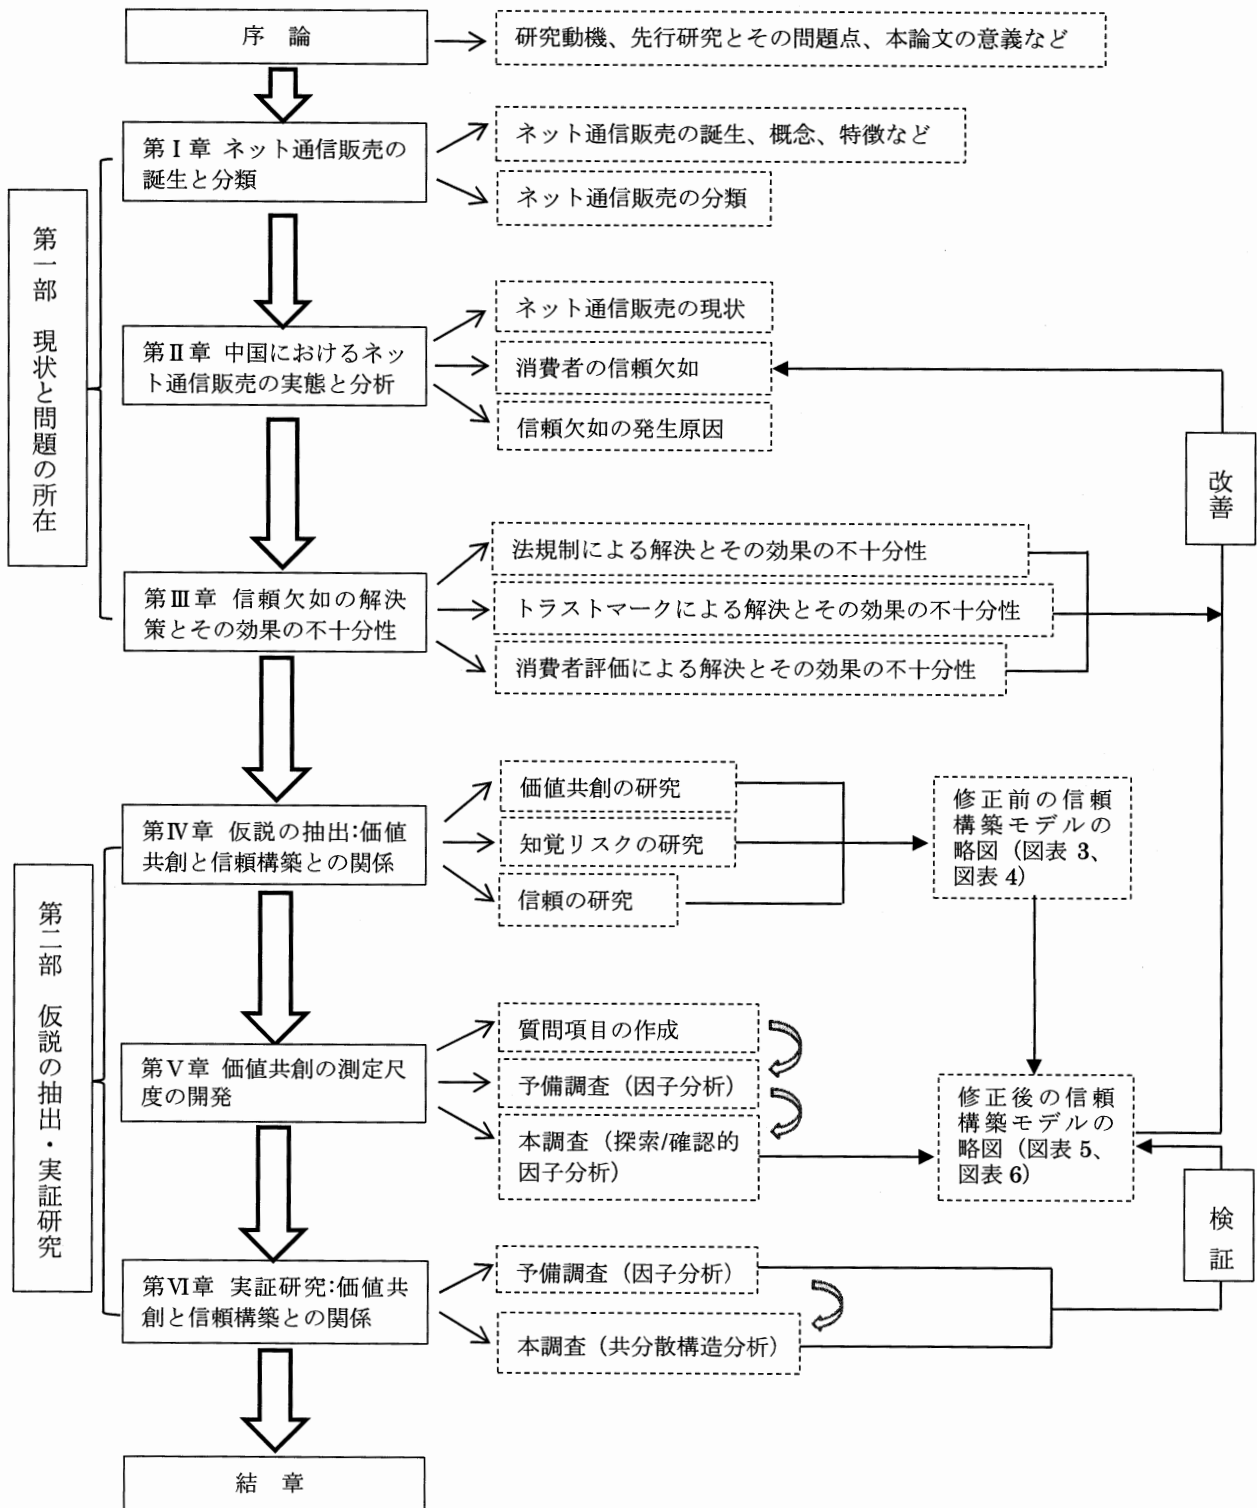 序 論
研究動機、先行研究とその問題点、本論文の意義など
第一部 現状と問題の所在
第Ⅰ章 ネット通信販売の
誕生と分類
ネット通信販売の誕生、概念、特徴など
ネット通信販売の分類
第Ⅱ章 中国におけるネッ
ト通信販売の実態と分析
ネット通信販売の現状
消費者の信頼欠如
信頼欠如の発生原因
改善
第Ⅲ章 信頼欠如の解決
策とその効果の不十分性
法規制による解決とその効果の不十分性
トラストマークによる解決とその効果の不十分性
消費者評価による解決とその効果の不十分性
第二部 仮説の抽出・実証研究
第Ⅳ章 仮説の抽出:価値
共創と信頼構築との関係
価値共創の研究
知覚リスクの研究
信頼の研究
修正前の信頼
構築モデルの
略図（図表 3、
図表 4）
第Ⅴ章 価値共創の測定尺
度の開発
質問項目の作成
予備調査（因子分析）
本調査（探索/確認的
因子分析）
修正後の信頼
構築モデルの
略図（図表 5、
図表 6）
検証
第Ⅵ章 実証研究:価値共
創と信頼構築との関係
予備調査（因子分析）
本調査（共分散構造分析）
結 章